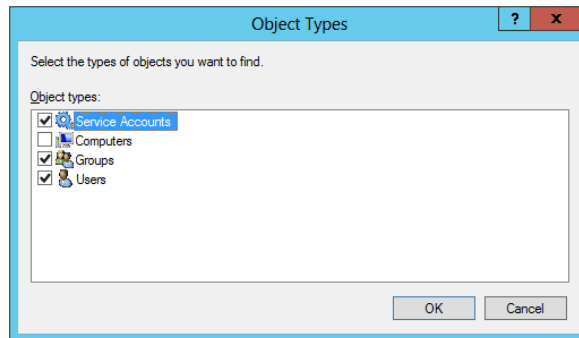 Object Types
?
x
Select the types of objects you want to find.
Object types:
Service Accounts
Computers
Groups
Users
OK
Cancel